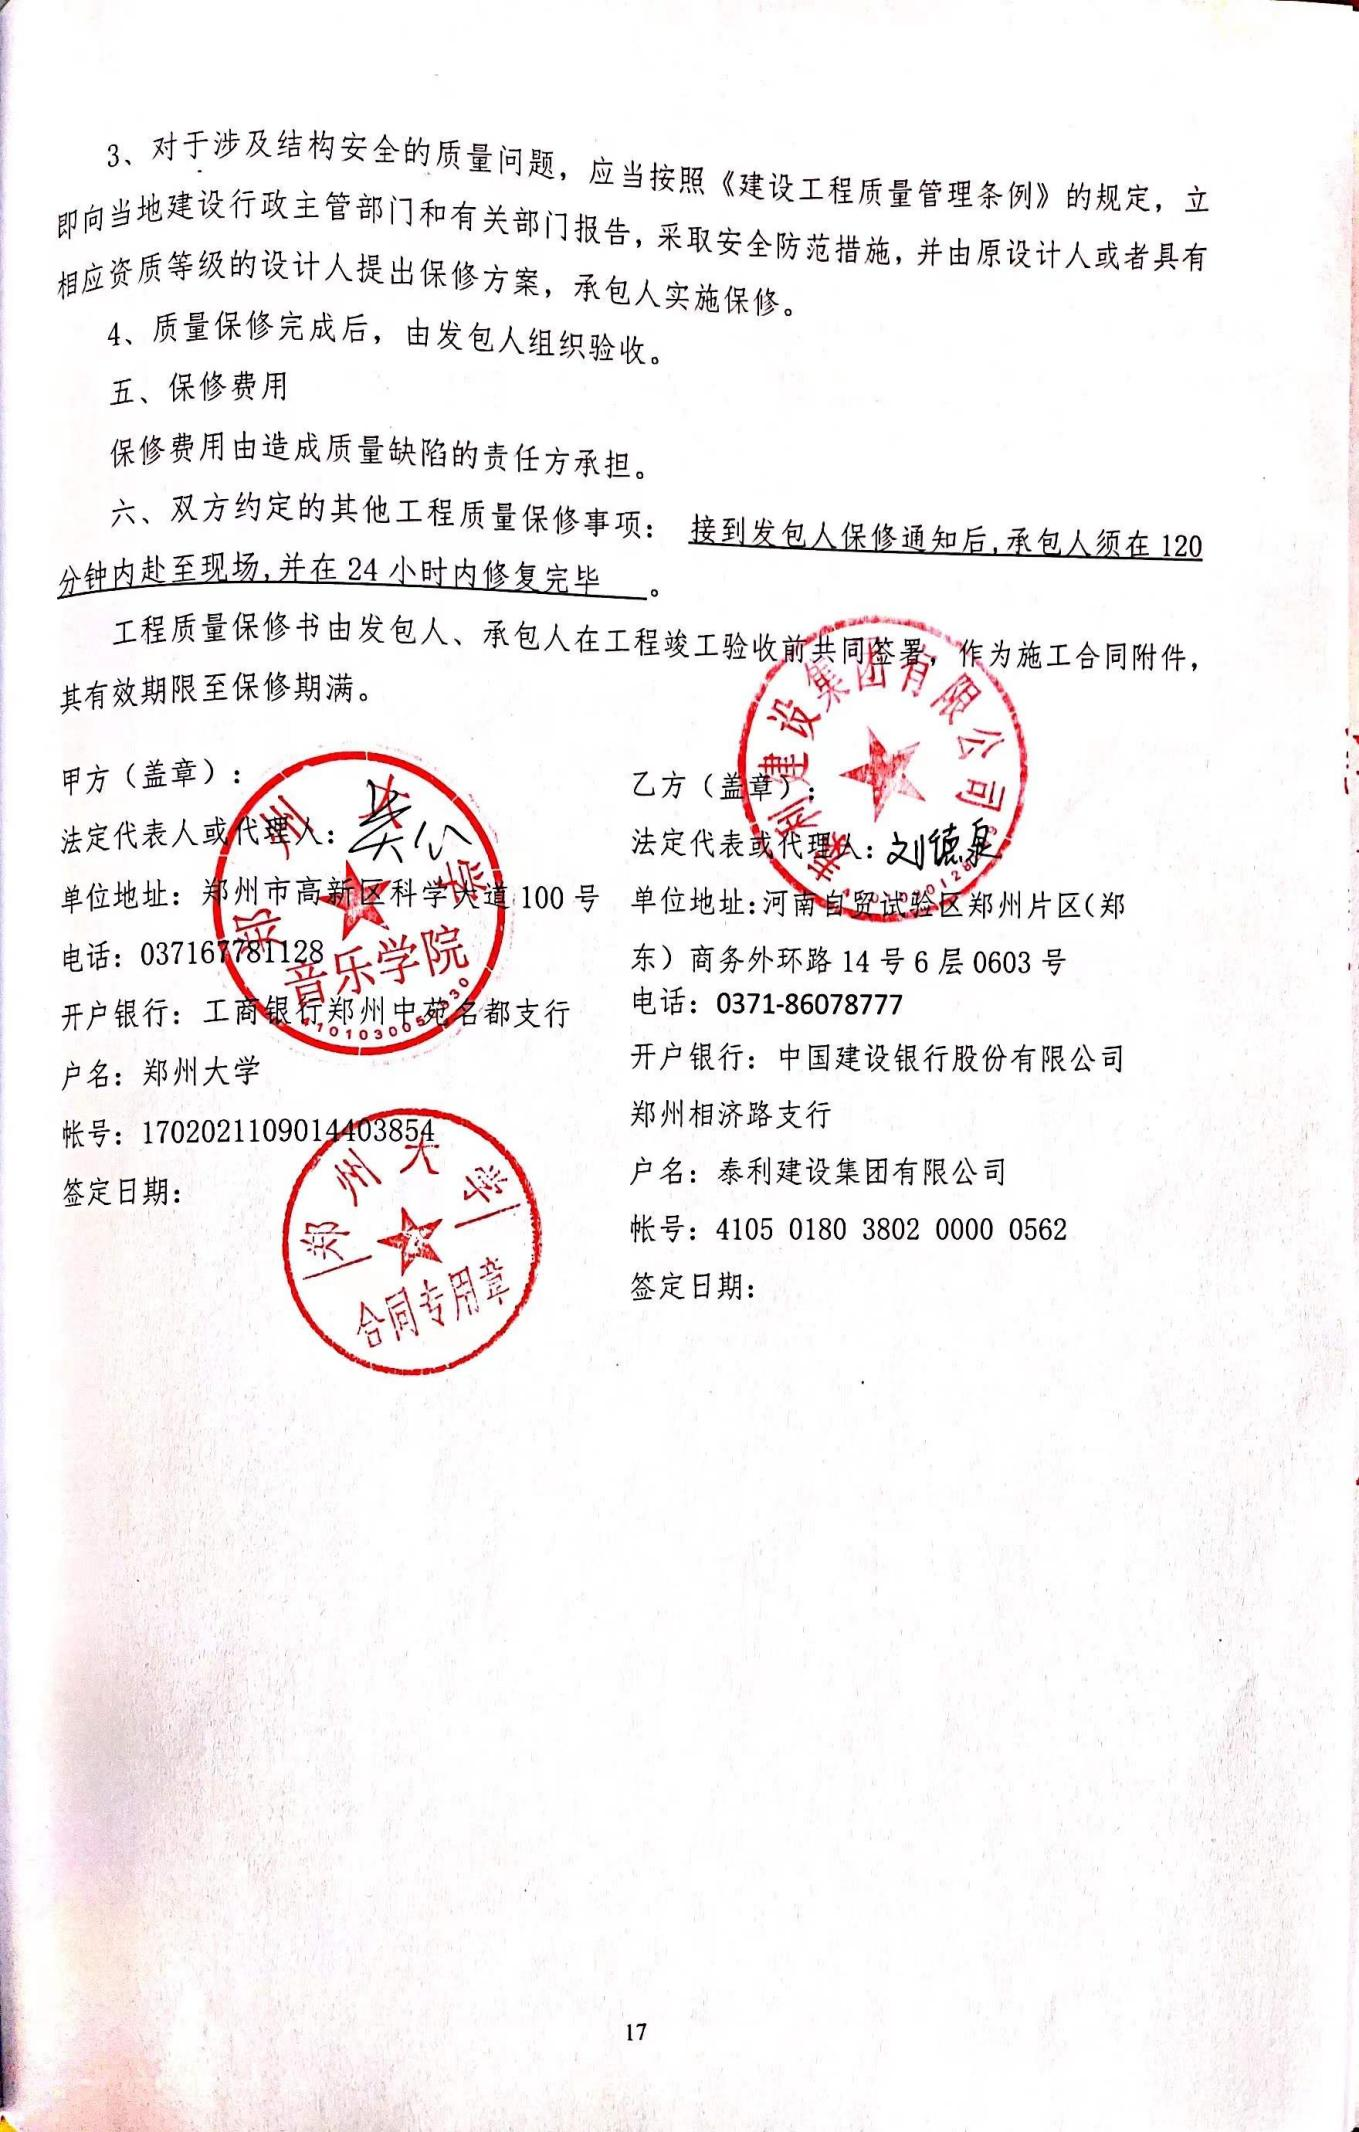 3、对于涉及结构安全的质量问题，应当按照《建设工程质量管理条例》的规定，立
即向当地建设行政主管部门和有关部门报告，采取安全防范措施，并由原设计人或者具有
相应资质等级的设计人提出保修方案，承包人实施保修。
4、质量保修完成后，由发包人组织验收。
五、保修费用
保修费用由造成质量缺陷的责任方承担。
六、双方约定的其他工程质量保修事项： 接到发包人保修通知后,承包人须在 120
分钟内赴至现场,并在 24 小时内修复完毕 。
工程质量保修书由发包人、承包人在工程竣工验收前共同签署，作为施工合同附件，
其有效期限至保修期满。
甲方（盖章）：
法定代表人或代理人：
单位地址：郑州市高新区科学大道 100 号
电话：037167781128
开户银行：工商银行郑州中苑名都支行
户名：郑州大学
帐号：1702021109014403854
签定日期：
郑州大学
音乐学院
郑州大学
合同专用章
乙方（盖章）：
法定代表或代理人：刘德泉
单位地址：河南自贸试验区郑州片区（郑
东）商务外环路 14 号 6 层 0603 号
电话：0371-86078777
开户银行：中国建设银行股份有限公司
郑州相济路支行
户名：泰利建设集团有限公司
帐号：4105 0180 3802 0000 0562
签定日期：
泰利建设集团有限公司
17